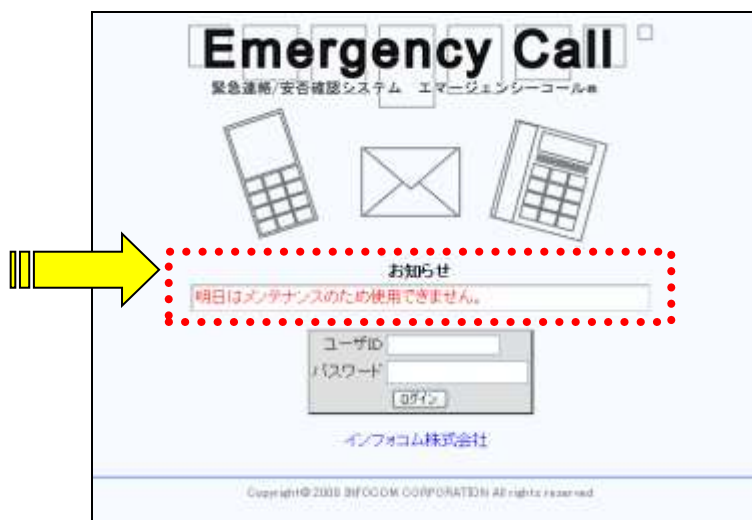 Emergency Call
緊急連絡/安否確認システム エマージェンシーコール
お知らせ
明日はメンテナンスのため使用できません。
ユーザID
パスワード
ログイン
インフォコム株式会社
Copyright© 2008 INFOCOM CORPORATION All rights reserved